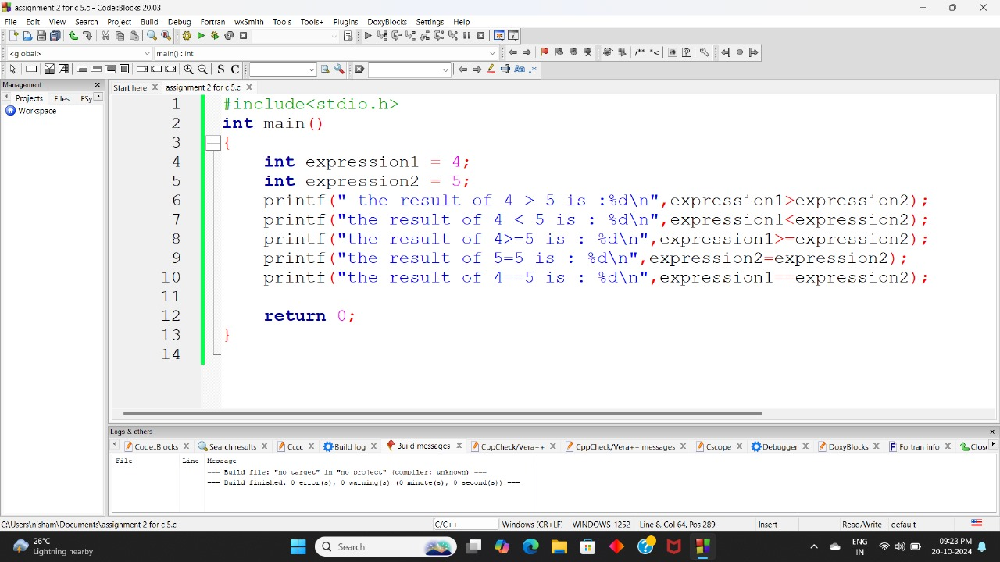 assignment 2 for c 5.c - Code::Blocks 20.03
File Edit View Search Project Build Debug Fortran wxSmith Tools Tools+ Plugins DoxyBlocks Settings Help
<global> main() : int /** *<
S C Aa .*
Management
Projects Files FSy
Workspace
Start here assignment 2 for c 5.c
1 #include<stdio.h>
2 int main()
3 {
4 int expression1 = 4;
5 int expression2 = 5;
6 printf(" the result of 4 > 5 is :%d\n",expression1>expression2);
7 printf("the result of 4 < 5 is : %d\n",expression1<expression2);
8 printf("the result of 4>=5 is : %d\n",expression1>=expression2);
9 printf("the result of 5=5 is : %d\n",expression2=expression2);
10 printf("the result of 4==5 is : %d\n",expression1==expression2);
11
12 return 0;
13 }
14
Logs & others
Code::Blocks Search results Cccc Build log Build messages CppCheck/Vera++ CppCheck/Vera++ messages Cscope Debugger DoxyBlocks Fortran info Close
File Line Message
=== Build file: "no target" in "no project" (compiler: unknown) ===
=== Build finished: 0 error(s), 0 warning(s) (0 minute(s), 0 second(s)) ===
C:\Users\nisham\Documents\assignment 2 for c 5.c C/C++ Windows (CR+LF) WINDOWS-1252 Line 8, Col 64, Pos 289 Insert Read/Write default
26°C
Lightning nearby
Search
ENG
IN
09:23 PM
20-10-2024